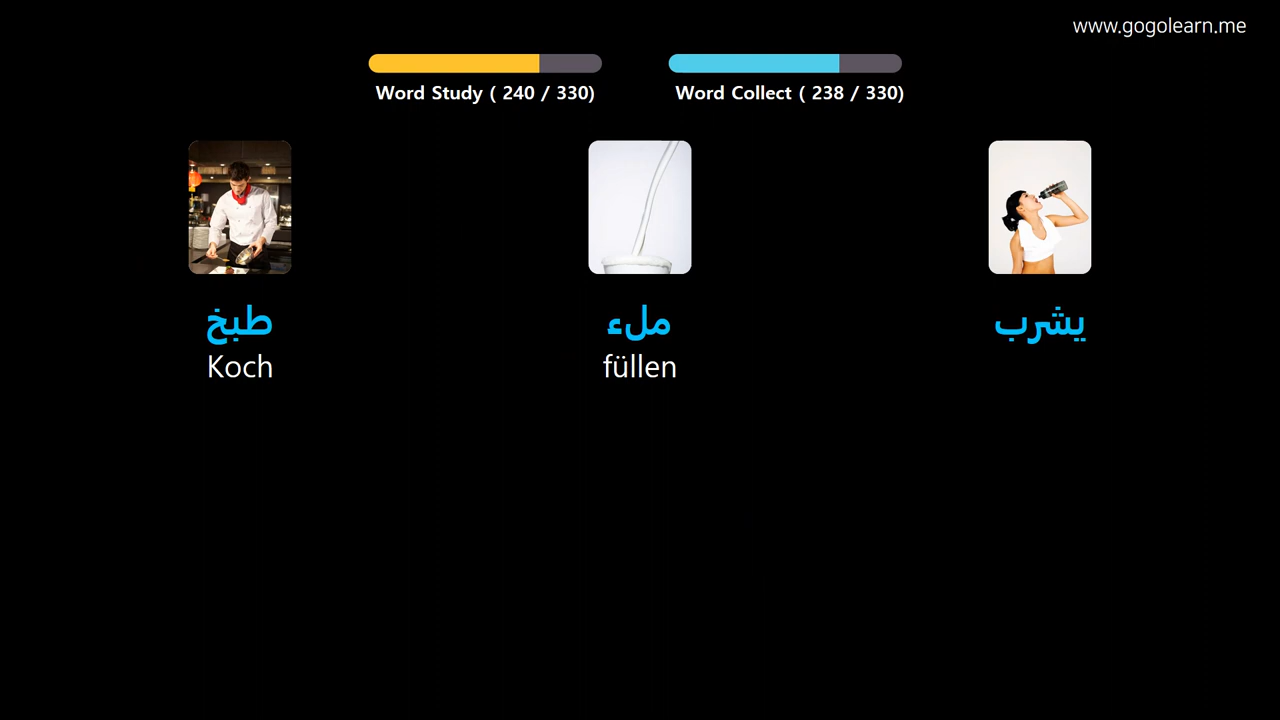 www.gogolearn.me
Word Study ( 240 / 330)
Word Collect ( 238 / 330)
طبخ
Koch
ملء
füllen
يشرب